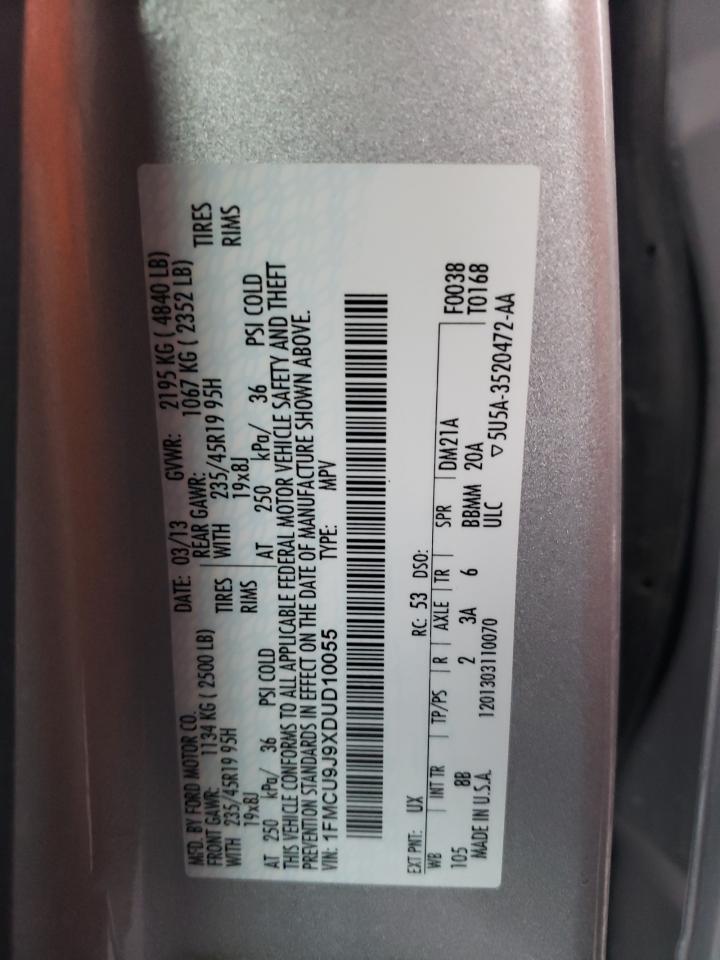 MFD. BY FORD MOTOR CO.
DATE: 03/13 GVWR: 2195 KG ( 4840 LB)
FRONT GAWR: 1134 KG ( 2500 LB)
REAR GAWR: 1067 KG ( 2352 LB)
WITH 235/45R19 95H TIRES
WITH 235/45R19 95H TIRES
19x8J RIMS
19x8J RIMS
AT 250 kPa/ 36 PSI COLD
AT 250 kPa/ 36 PSI COLD
THIS VEHICLE CONFORMS TO ALL APPLICABLE FEDERAL MOTOR VEHICLE SAFETY AND THEFT
PREVENTION STANDARDS IN EFFECT ON THE DATE OF MANUFACTURE SHOWN ABOVE.
VIN: 1FMCU9J9XDUD10055 TYPE: MPV
EXT PNT: UX RC: 53 DSO:
WB INT TR TP/PS R AXLE TR SPR DM21A F0038
105 8B 2 3A 6 BBMM 20A T0168
MADE IN U.S.A. 1201303110070 ULC ▽5U5A-3520472-AA